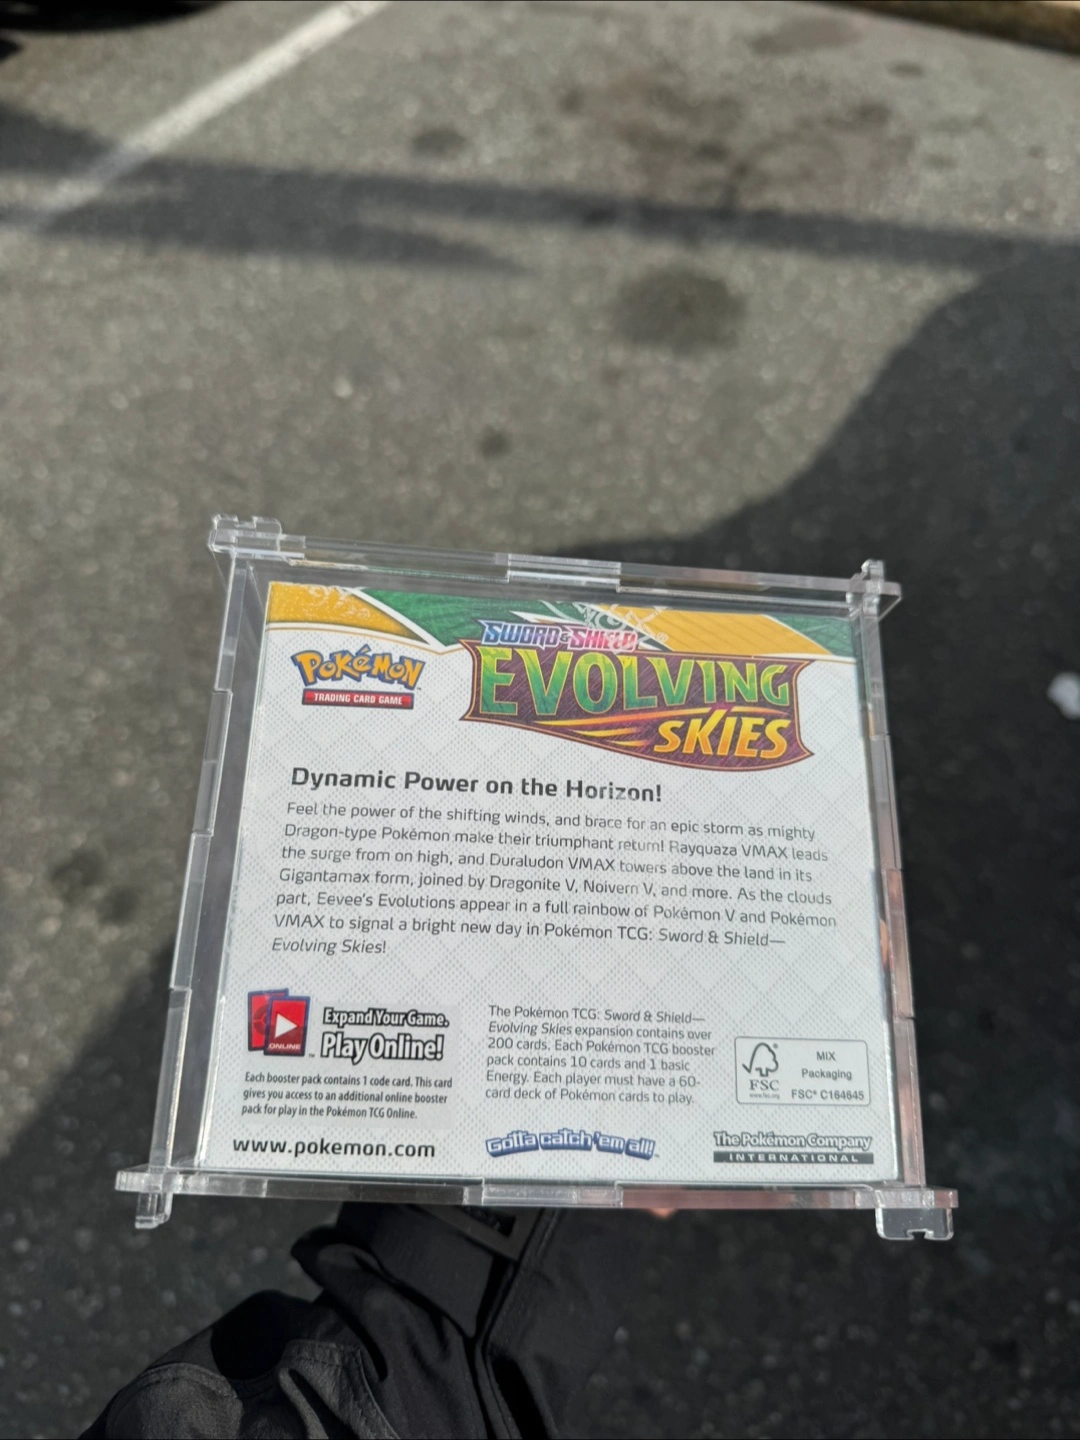 SWORD & SHIELD
Pokémon
TRADING CARD GAME
EVOLVING
SKIES
Dynamic Power on the Horizon!
Feel the power of the shifting winds, and brace for an epic storm as mighty
Dragon-type Pokémon make their triumphant return! Rayquaza VMAX leads
the surge from on high, and Duraludon VMAX towers above the land in its
Gigantamax form, joined by Dragonite V, Noivern V, and more. As the clouds
part, Eevee's Evolutions appear in a full rainbow of Pokémon V and Pokémon
VMAX to signal a bright new day in Pokémon TCG: Sword & Shield—
Evolving Skies!
ONLINE
Expand Your Game.
Play Online!
Each booster pack contains 1 code card. This card
gives you access to an additional online booster
pack for play in the Pokémon TCG Online.
www.pokemon.com
The Pokémon TCG: Sword & Shield—
Evolving Skies expansion contains over
200 cards. Each Pokémon TCG booster
pack contains 10 cards and 1 basic
Energy. Each player must have a 60-
card deck of Pokémon cards to play.
Gotta catch 'em all!
FSC
www.fsc.org
MIX
Packaging
FSC® C164645
The Pokémon Company
INTERNATIONAL